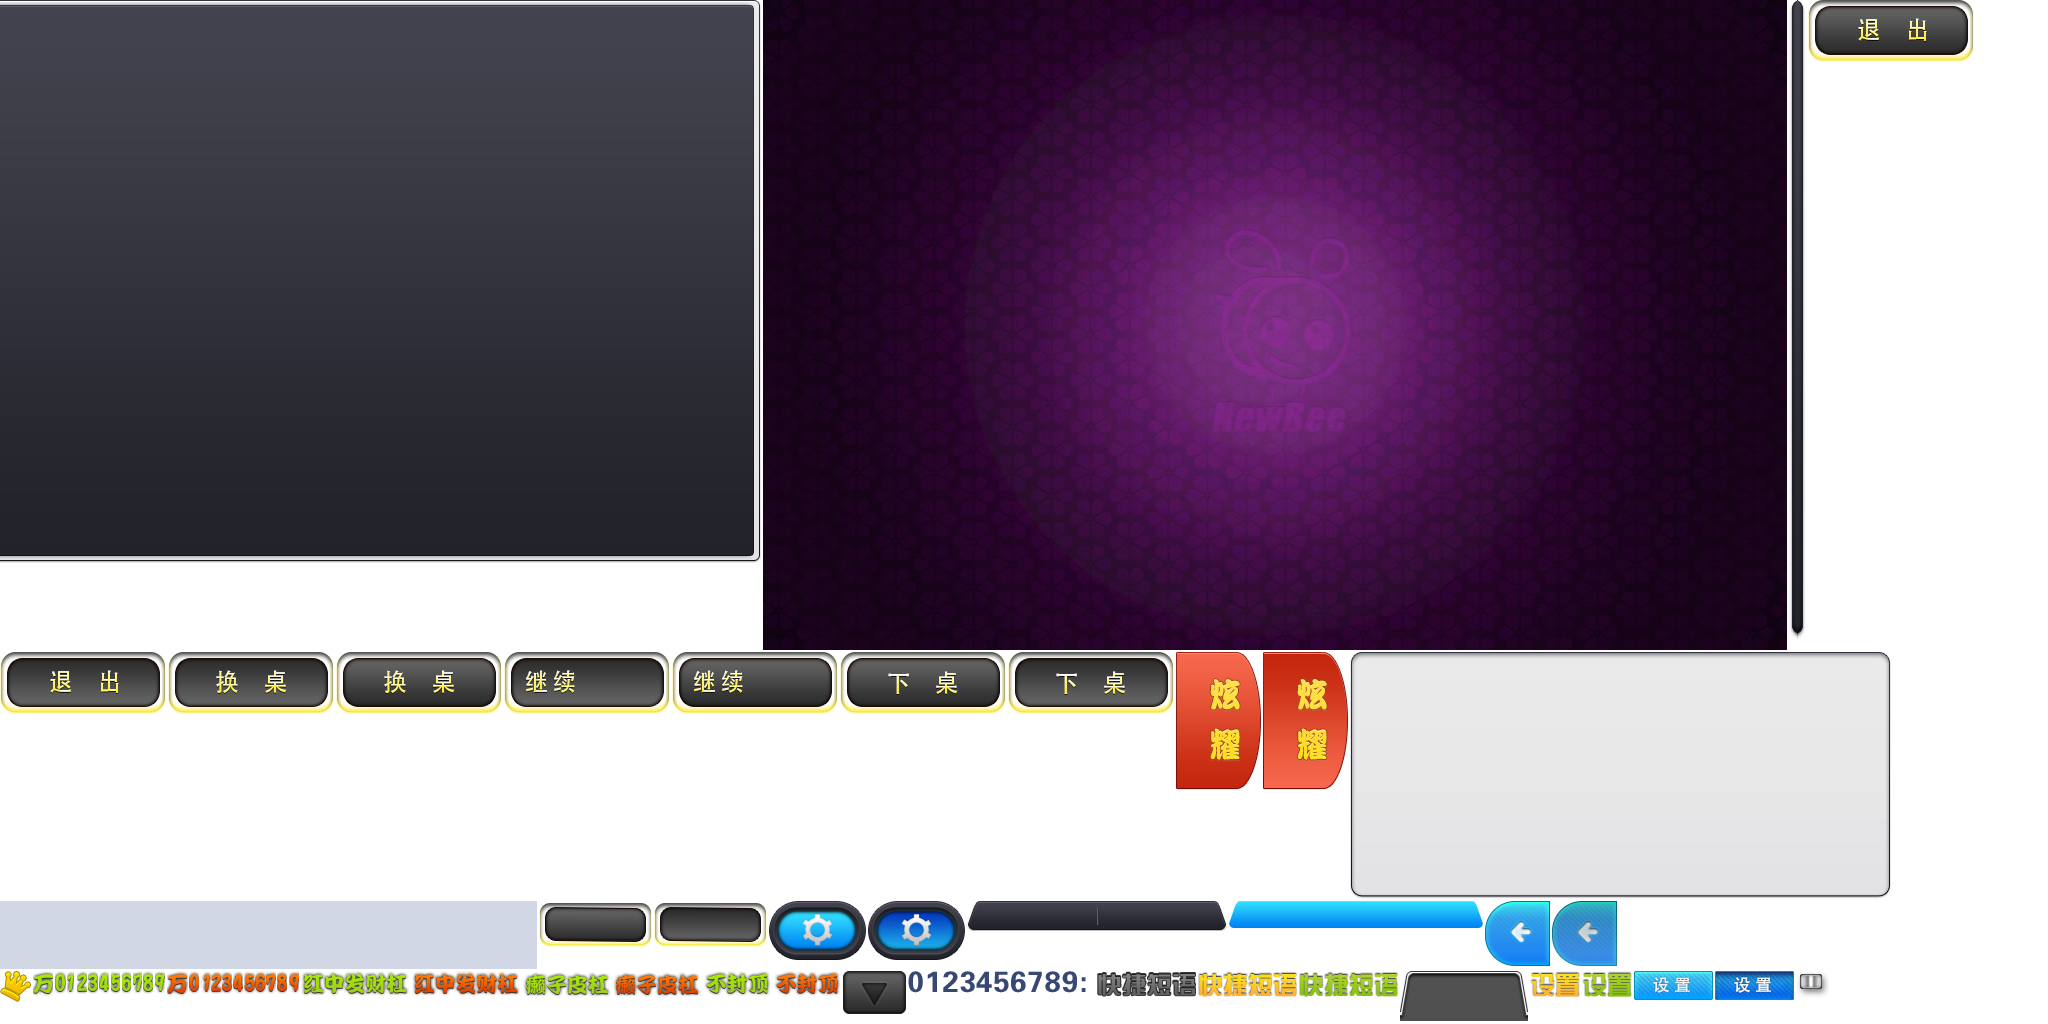 退 出
NewBee
退 出
换 桌
换 桌
继续
继续
下 桌
下 桌
炫耀
炫耀
万0123456789
万0123456789
红中发财杠
红中发财杠
癞子皮杠
癞子皮杠
不封顶
不封顶
0123456789:
快捷短语
快捷短语
快捷短语
设置
设置
设置
设置